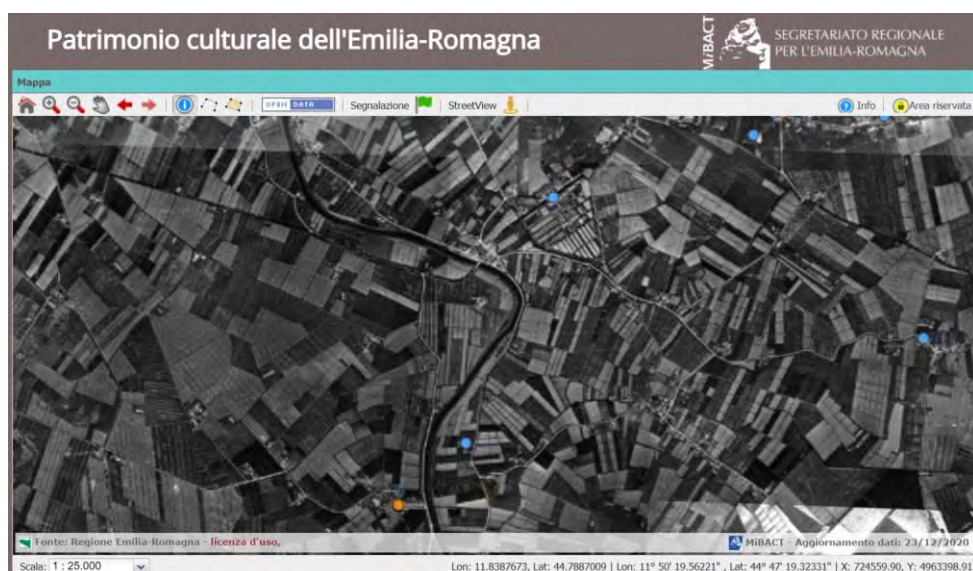 Patrimonio culturale dell'Emilia-Romagna
MiBACT
SEGRETARIATO REGIONALE
PER L'EMILIA-ROMAGNA
Mappa
OPEN DATA | Segnalazione | StreetView | Info | Area riservata
Fonte: Regione Emilia-Romagna - licenza d'uso,
MiBACT - Aggiornamento dati: 23/12/2020
Scala: 1 : 25.000
Lon: 11.8387673, Lat: 44.7887009 | Lon: 11° 50' 19.56221" , Lat: 44° 47' 19.32331" | X: 724559.90, Y: 4963398.91